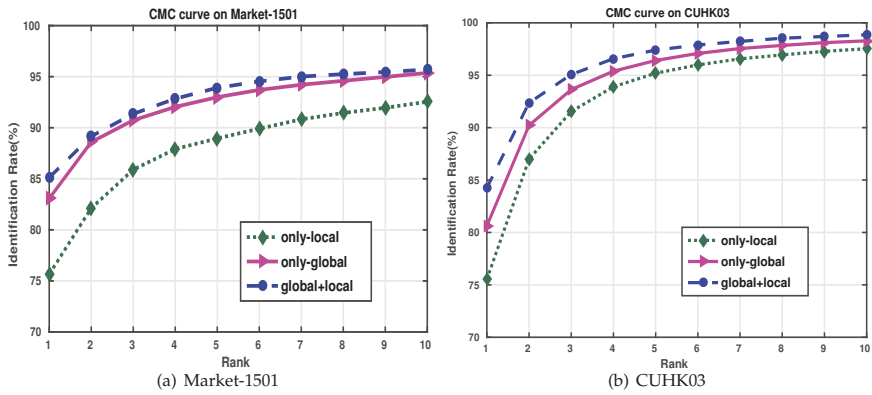 CMC curve on Market-1501
Identification Rate(%)
100
95
90
85
80
75
70
only-local
only-global
global+local
1 2 3 4 5 6 7 8 9 10
Rank
(a) Market-1501
CMC curve on CUHK03
Identification Rate(%)
100
95
90
85
80
75
70
only-local
only-global
global+local
1 2 3 4 5 6 7 8 9 10
Rank
(b) CUHK03